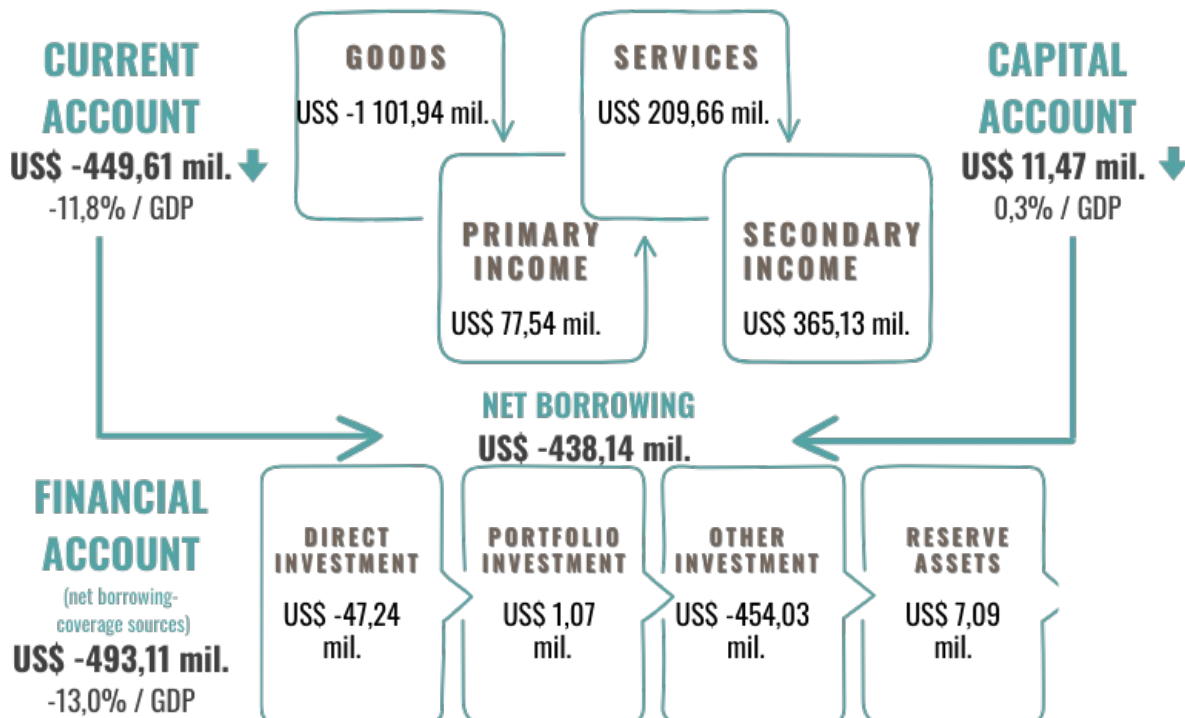 CURRENT
ACCOUNT
US$ -449,61 mil.
-11,8% / GDP
GOODS
US$ -1 101,94 mil.
SERVICES
US$ 209,66 mil.
CAPITAL
ACCOUNT
US$ 11,47 mil.
0,3% / GDP
PRIMARY
INCOME
US$ 77,54 mil.
SECONDARY
INCOME
US$ 365,13 mil.
NET BORROWING
US$ -438,14 mil.
FINANCIAL
ACCOUNT
(net borrowing-
coverage sources)
US$ -493,11 mil.
-13,0% / GDP
DIRECT
INVESTMENT
US$ -47,24
mil.
PORTFOLIO
INVESTMENT
US$ 1,07
mil.
OTHER
INVESTMENT
US$ -454,03
mil.
RESERVE
ASSETS
US$ 7,09
mil.